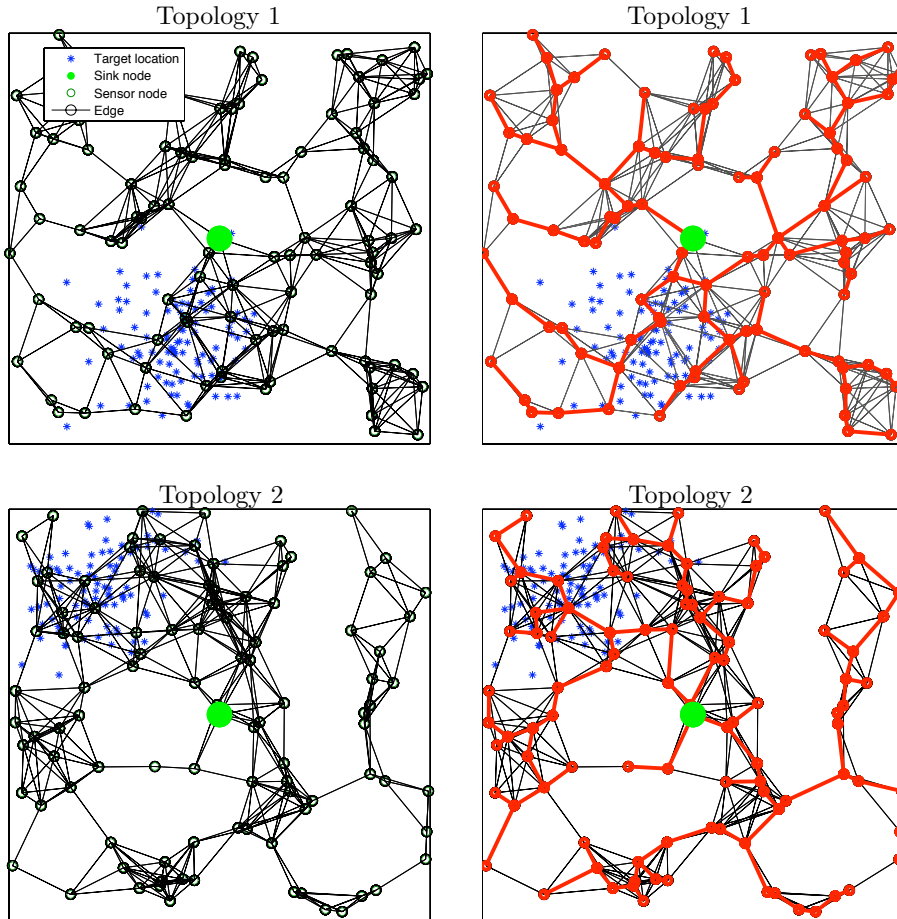 Topology 1
Topology 1
Target location
Sink node
Sensor node
Edge
Topology 2
Topology 2